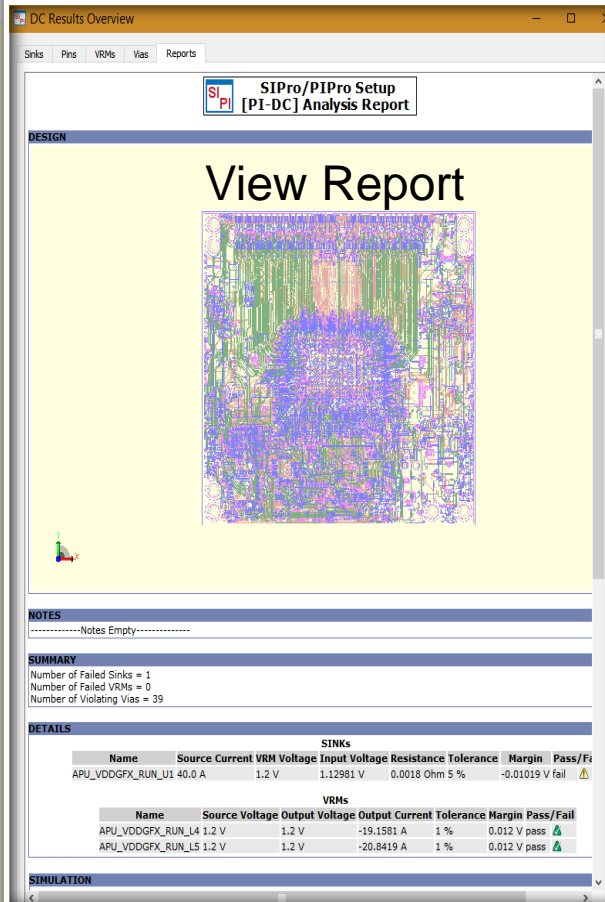 DC Results Overview
Sinks Pins VRMs Vias Reports
SI PI
SIPro/PIPro Setup
[PI-DC] Analysis Report
DESIGN
View Report
NOTES
-------------Notes Empty--------------
SUMMARY
Number of Failed Sinks = 1
Number of Failed VRMs = 0
Number of Violating Vias = 39
DETAILS
SINKs
Name Source Current VRM Voltage Input Voltage Resistance Tolerance Margin Pass/Fa
APU_VDDGFX_RUN_U1 40.0 A 1.2 V 1.12981 V 0.0018 Ohm 5 % -0.01019 V fail
VRMs
Name Source Voltage Output Voltage Output Current Tolerance Margin Pass/Fail
APU_VDDGFX_RUN_L4 1.2 V 1.2 V -19.1581 A 1 % 0.012 V pass
APU_VDDGFX_RUN_L5 1.2 V 1.2 V -20.8419 A 1 % 0.012 V pass
SIMULATION